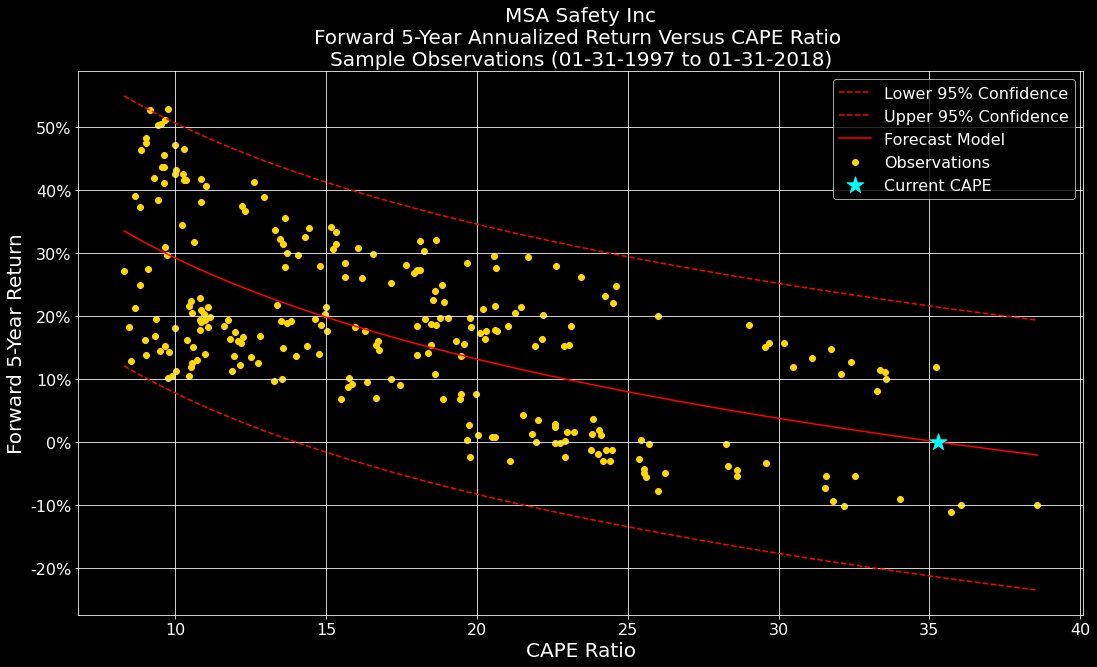 MSA Safety Inc
Forward 5-Year Annualized Return Versus CAPE Ratio
Sample Observations (01-31-1997 to 01-31-2018)
Lower 95% Confidence
Upper 95% Confidence
Forecast Model
Observations
Current CAPE
Forward 5-Year Return
50%
40%
30%
20%
10%
0%
-10%
-20%
10 15 20 25 30 35 40
CAPE Ratio